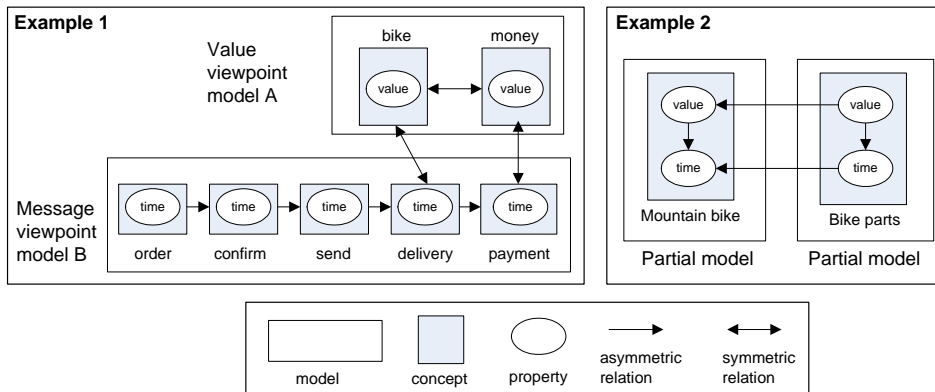 Example 1
Value
viewpoint
model A
bike
money
value
value
Message
viewpoint
model B
time
time
time
time
time
order
confirm
send
delivery
payment
Example 2
value
value
time
time
Mountain bike
Bike parts
Partial model
Partial model
model
concept
property
asymmetric
relation
symmetric
relation